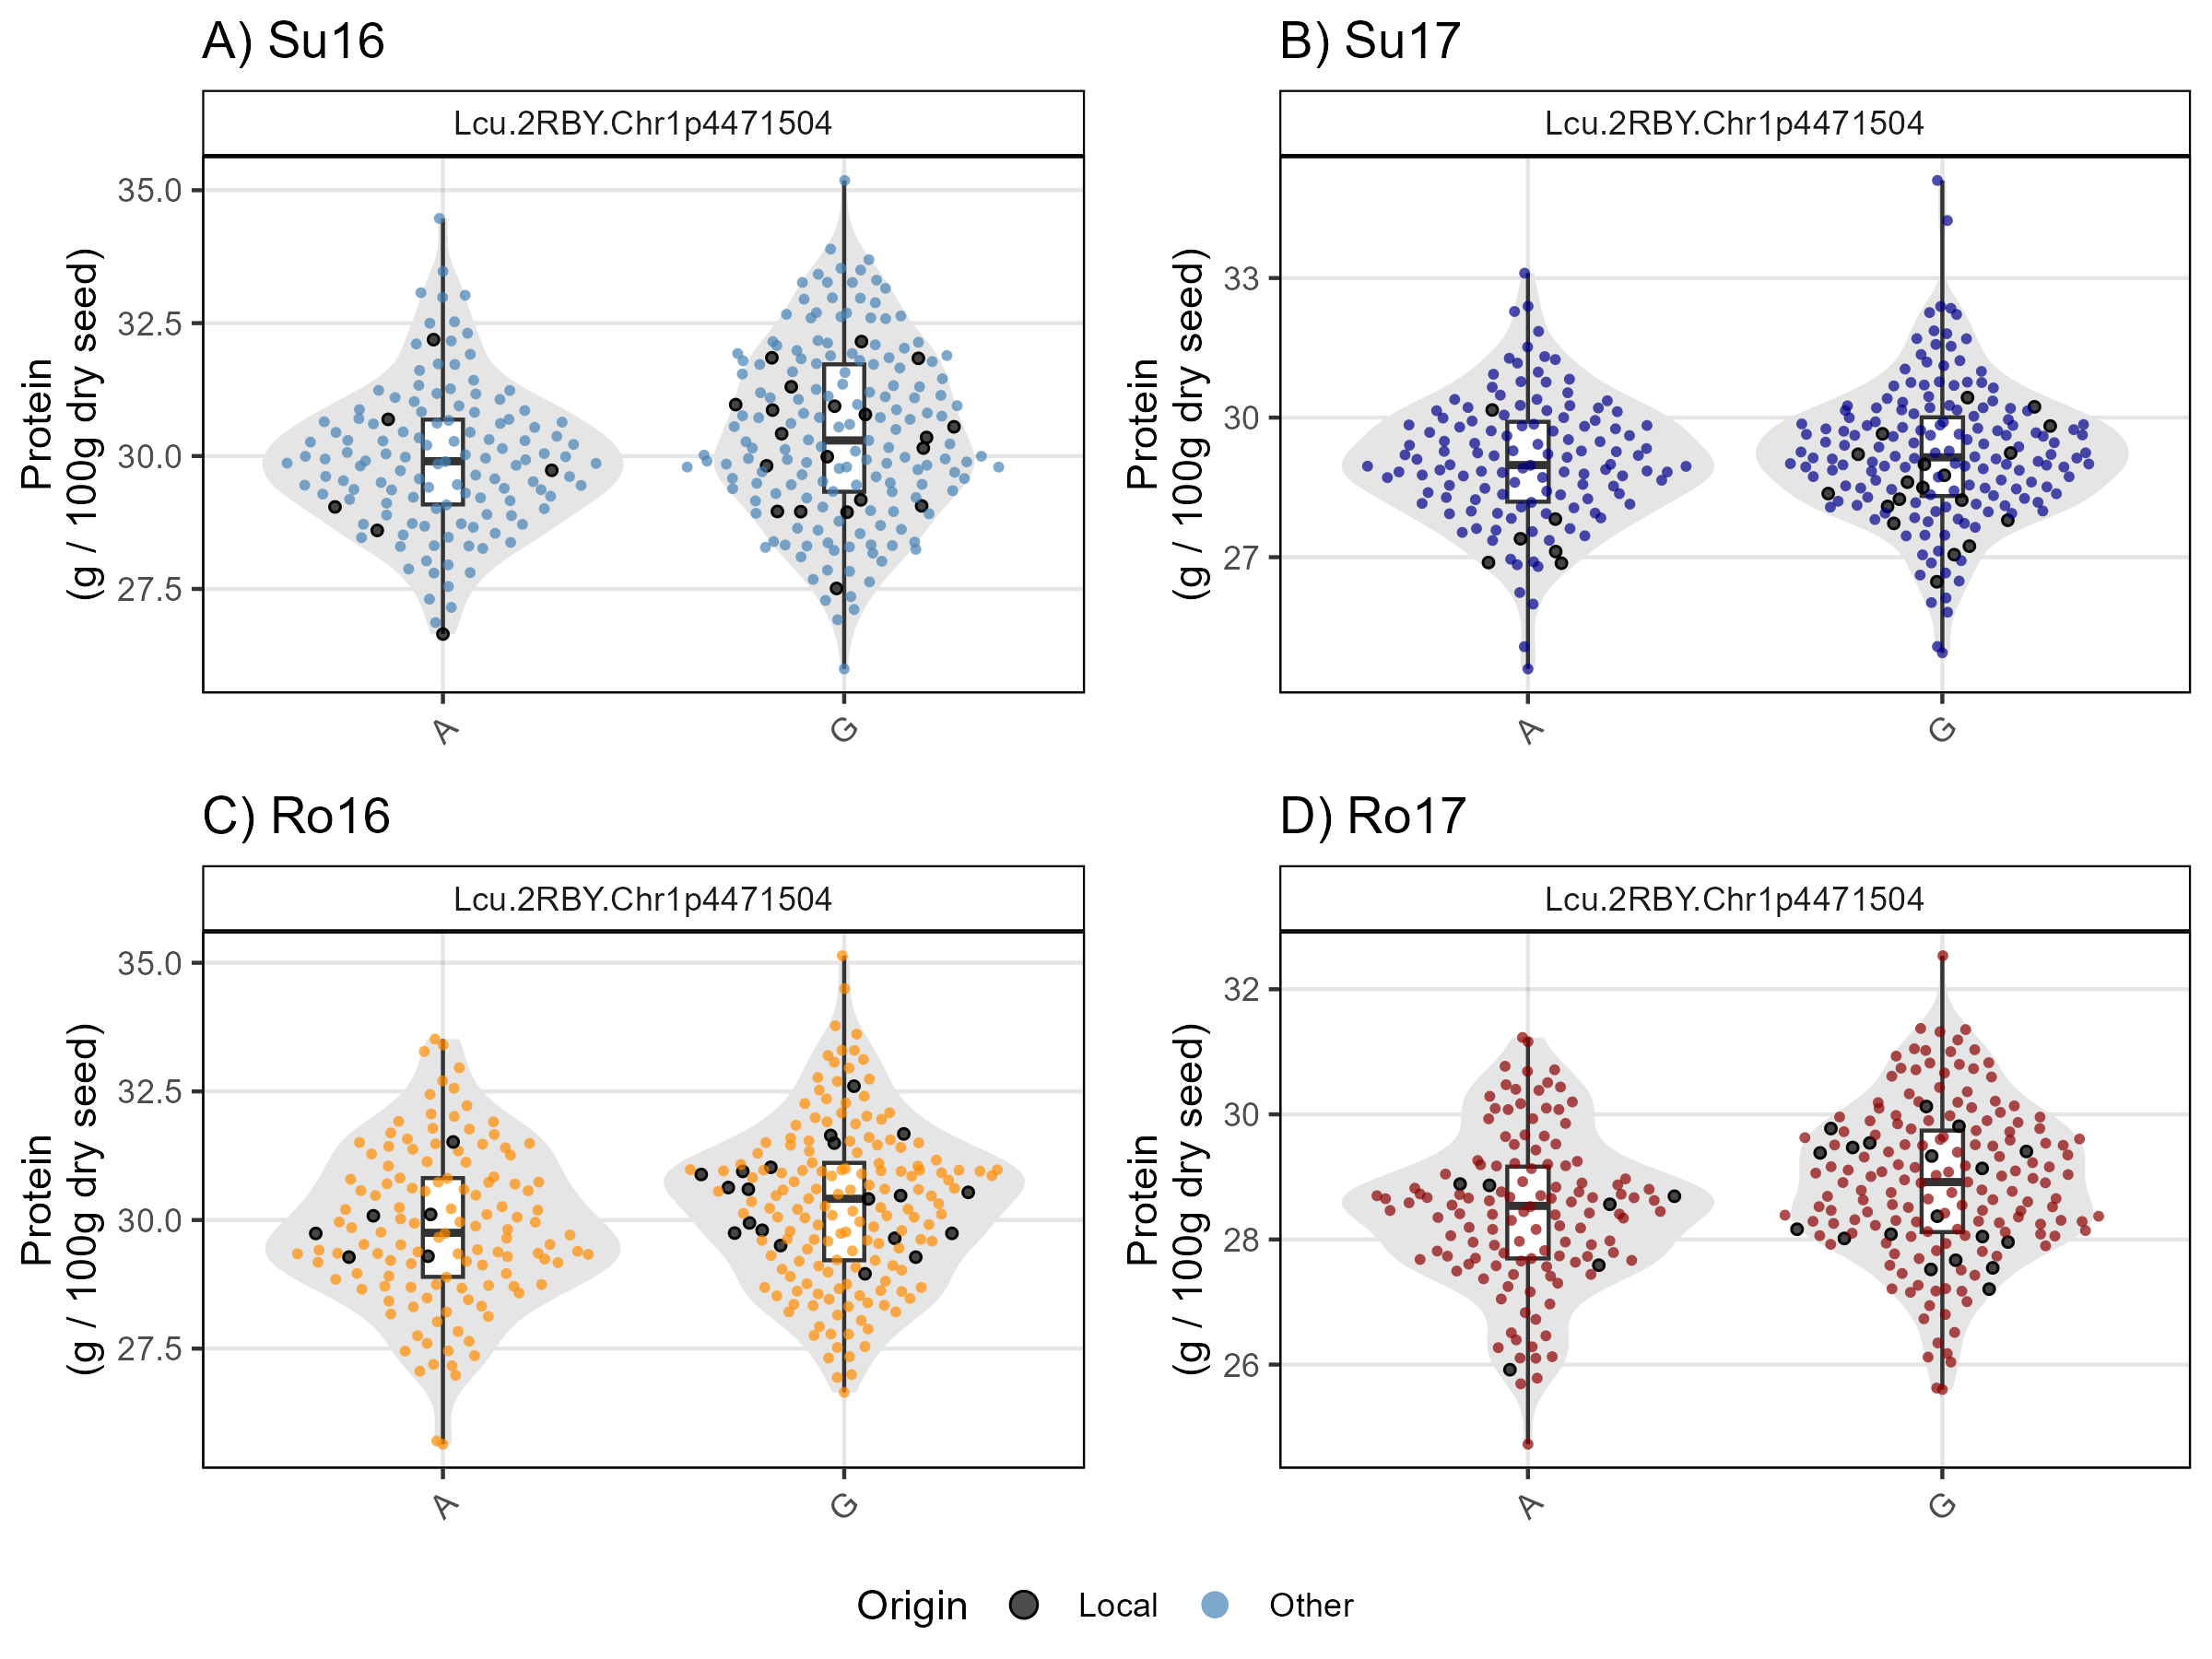 A) Su16
Lcu.2RBY.Chr1p4471504
Protein
(g / 100g dry seed)
35.0
32.5
30.0
27.5
A
G
B) Su17
Lcu.2RBY.Chr1p4471504
Protein
(g / 100g dry seed)
33
30
27
A
G
C) Ro16
Lcu.2RBY.Chr1p4471504
Protein
(g / 100g dry seed)
35.0
32.5
30.0
27.5
A
G
D) Ro17
Lcu.2RBY.Chr1p4471504
Protein
(g / 100g dry seed)
32
30
28
26
A
G
Origin Local Other